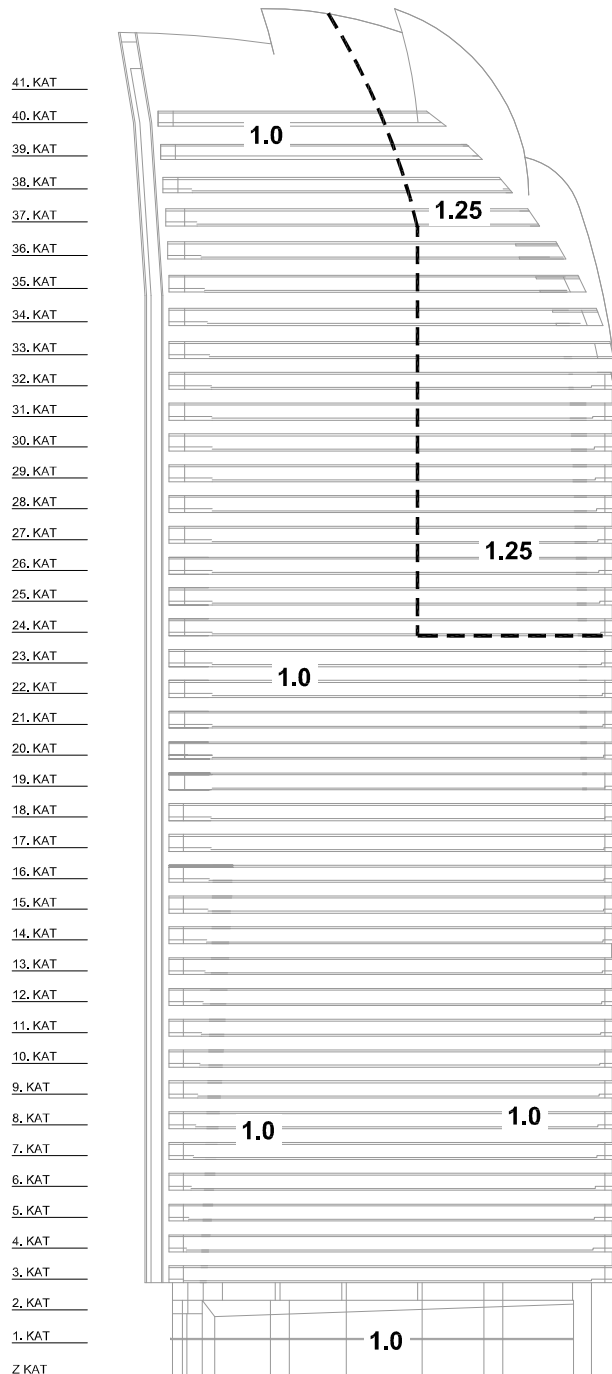 41. KAT
40. KAT
1.0
39. KAT
38. KAT
37. KAT
1.25
36. KAT
35. KAT
34. KAT
33. KAT
32. KAT
31. KAT
30. KAT
29. KAT
28. KAT
27. KAT
1.25
26. KAT
25. KAT
24. KAT
23. KAT
1.0
22. KAT
21. KAT
20. KAT
19. KAT
18. KAT
17. KAT
16. KAT
15. KAT
14. KAT
13. KAT
12. KAT
11. KAT
10. KAT
9. KAT
8. KAT
1.0 1.0
7. KAT
6. KAT
5. KAT
4. KAT
3. KAT
2. KAT
1. KAT
1.0
Z KAT